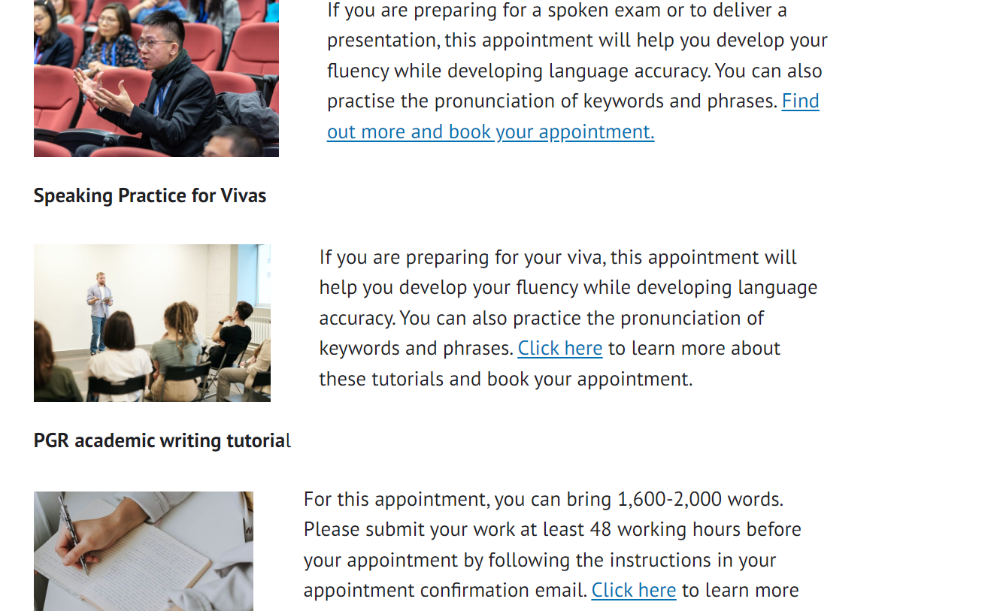 If you are preparing for a spoken exam or to deliver a
presentation, this appointment will help you develop your
fluency while developing language accuracy. You can also
practise the pronunciation of keywords and phrases. Find
out more and book your appointment.
Speaking Practice for Vivas
If you are preparing for your viva, this appointment will
help you develop your fluency while developing language
accuracy. You can also practice the pronunciation of
keywords and phrases. Click here to learn more about
these tutorials and book your appointment.
PGR academic writing tutorial
For this appointment, you can bring 1,600-2,000 words.
Please submit your work at least 48 working hours before
your appointment by following the instructions in your
appointment confirmation email. Click here to learn more